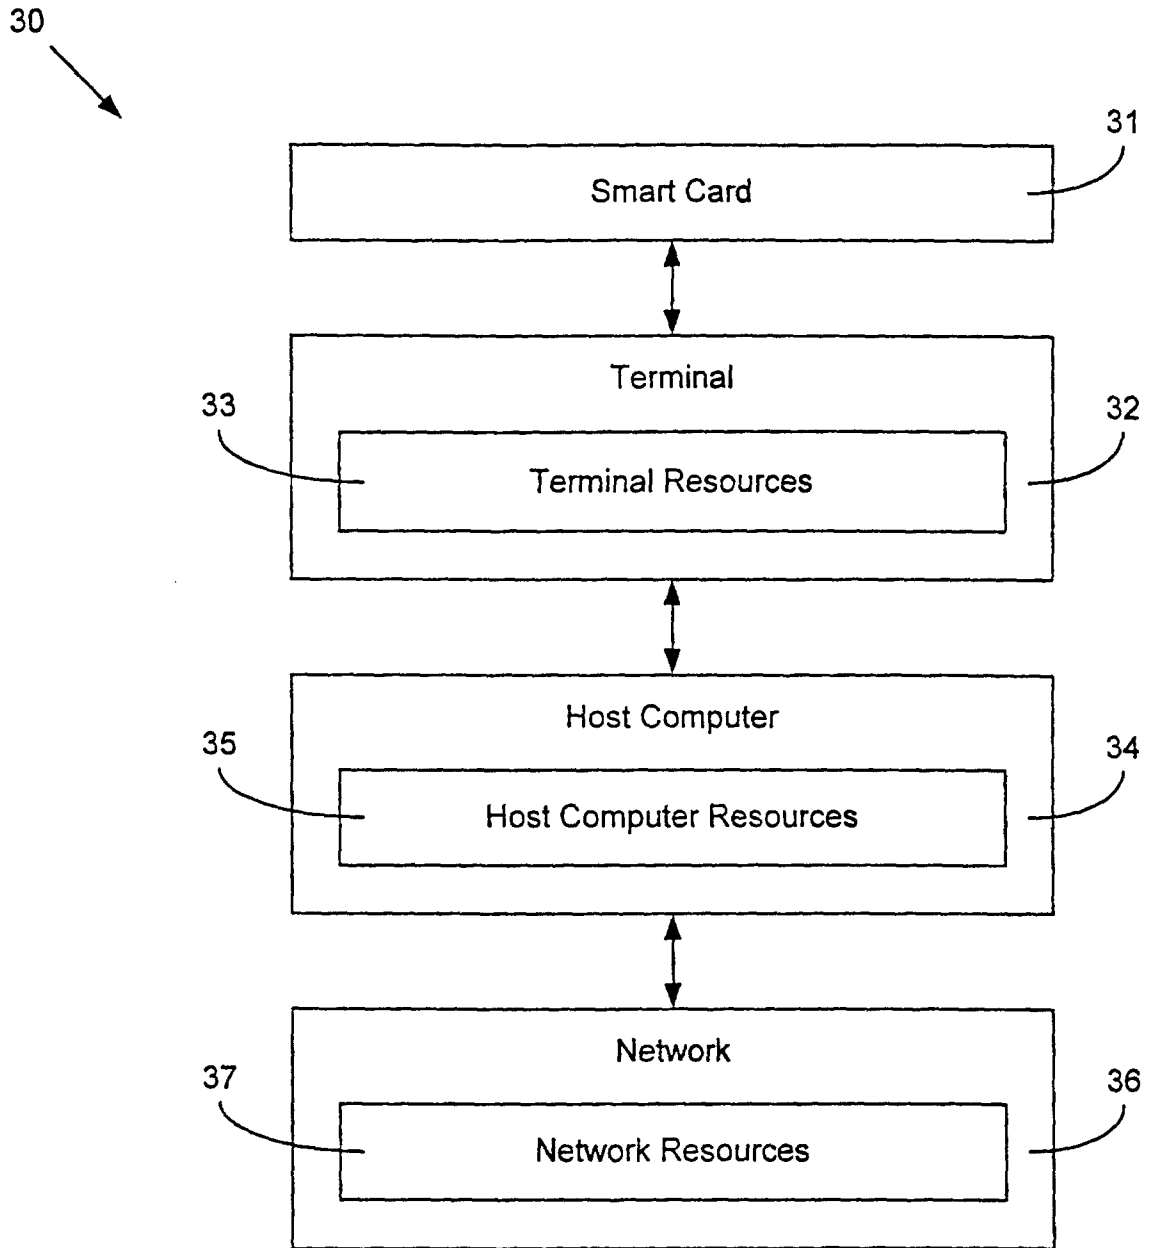 30
31
Smart Card
Terminal
33
32
Terminal Resources
Host Computer
35
34
Host Computer Resources
Network
37
36
Network Resources